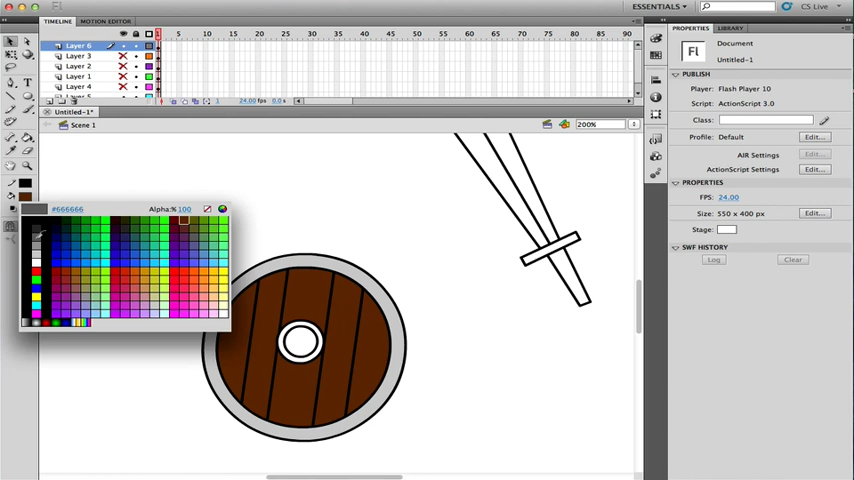 Fl
ESSENTIALS
CS Live
TIMELINE MOTION EDITOR
5 10 15 20 25 30 35 40 45 50 55 60 65 70 75 80 85 90
Layer 6
Layer 3
Layer 2
Layer 1
Layer 4
1 24.00 fps 0.0 s
Untitled-1*
Scene 1
200%
#666666
Alpha:% 100
PROPERTIES LIBRARY
Fl
Document
Untitled-1
PUBLISH
Player: Flash Player 10
Script: ActionScript 3.0
Class:
Profile: Default Edit...
AIR Settings Edit...
ActionScript Settings Edit...
PROPERTIES
FPS: 24.00
Size: 550 x 400 px Edit...
Stage:
SWF HISTORY
Log Clear